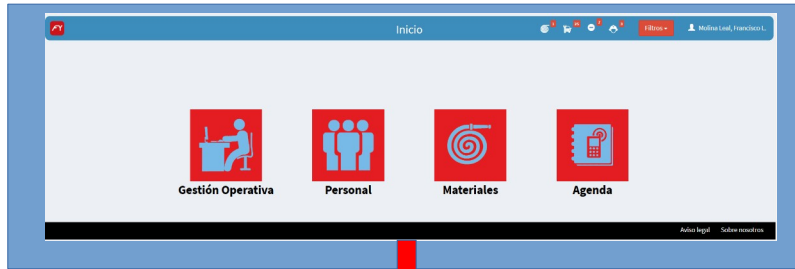 Inicio
Filtros
Molina Leal, Francisco L.
Gestión Operativa
Personal
Materiales
Agenda
Aviso legal
Sobre nosotros